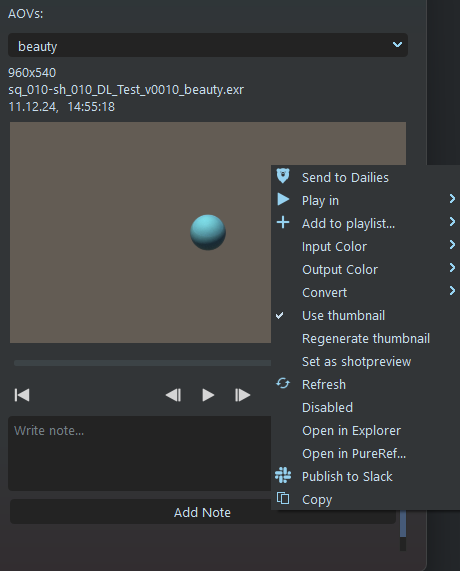 AOVs:
beauty
960x540
sq_010-sh_010_DL_Test_v0010_beauty.exr
11.12.24, 14:55:18
Send to Dailies
Play in
Add to playlist...
Input Color
Output Color
Convert
Use thumbnail
Regenerate thumbnail
Set as shotpreview
Refresh
Disabled
Open in Explorer
Open in PureRef...
Publish to Slack
Copy
Write note...
Add Note